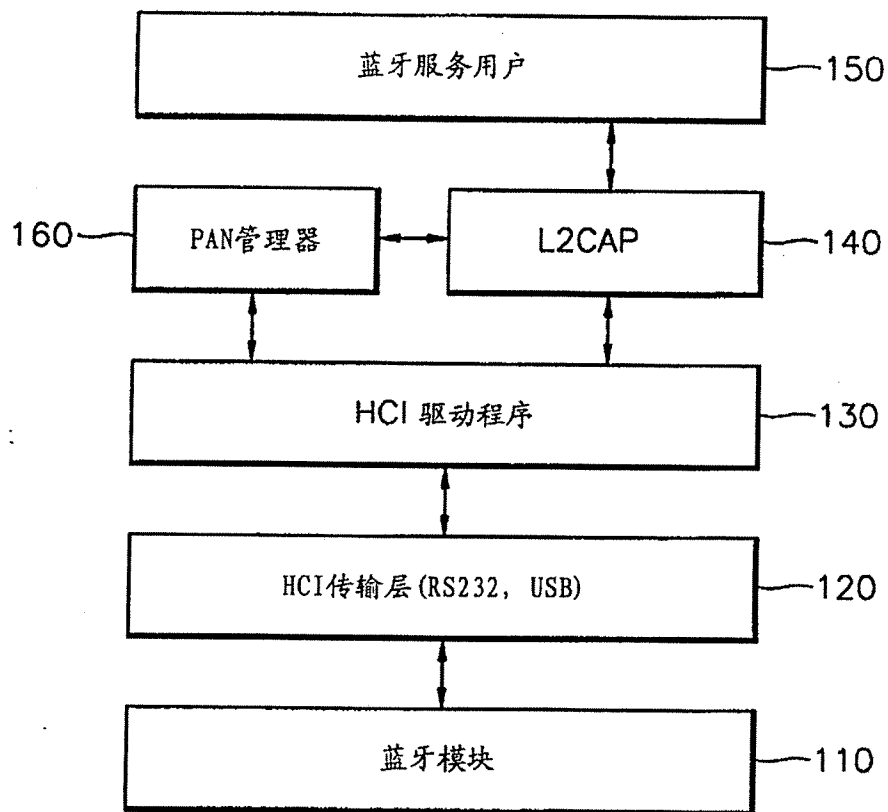 蓝牙服务用户
150
160
PAN管理器
L2CAP
140
HCI 驱动程序
130
HCI传输层(RS232, USB)
120
蓝牙模块
110